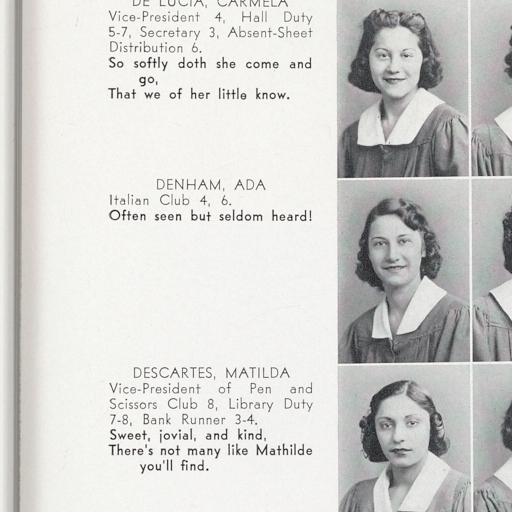 DE LUCIA, CARMELA
Vice-President 4, Hall Duty
5-7, Secretary 3, Absent-Sheet
Distribution 6.
So softly doth she come and
go,
That we of her little know.
DENHAM, ADA
Italian Club 4, 6.
Often seen but seldom heard!
DESCARTES, MATILDA
Vice-President of Pen and
Scissors Club 8, Library Duty
7-8, Bank Runner 3-4.
Sweet, jovial, and kind,
There's not many like Mathilde
you'll find.